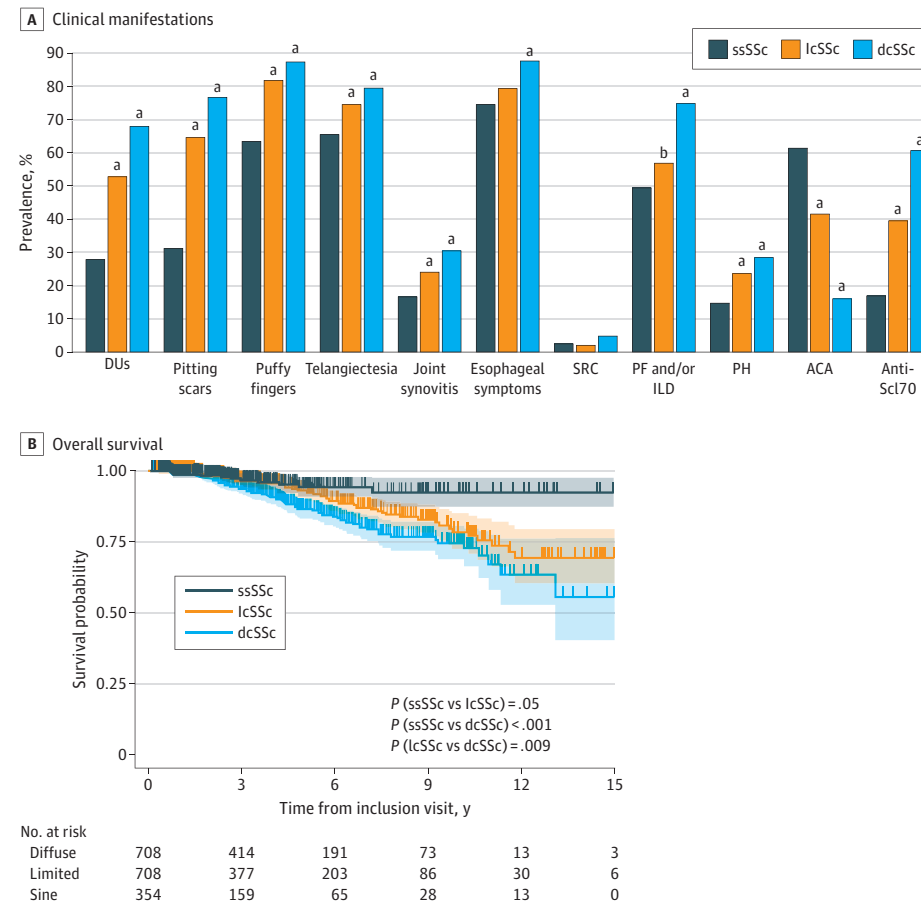 A Clinical manifestations
ssSSc lcSSc dcSSc
Prevalence, %
90
80
70
60
50
40
30
20
10
0
a a
a a
a a
a a
a a
a
b a
a a
a a
a a
DUs
Pitting scars
Puffy fingers
Telangiectesia
Joint synovitis
Esophageal symptoms
SRC
PF and/or ILD
PH
ACA
Anti-Scl70
B Overall survival
Survival probability
1.00
0.75
0.50
0.25
0
ssSSc
lcSSc
dcSSc
P (ssSSc vs lcSSc) = .05
P (ssSSc vs dcSSc) < .001
P (lcSSc vs dcSSc) = .009
0 3 6 9 12 15
Time from inclusion visit, y
No. at risk
Diffuse 708 414 191 73 13 3
Limited 708 377 203 86 30 6
Sine 354 159 65 28 13 0